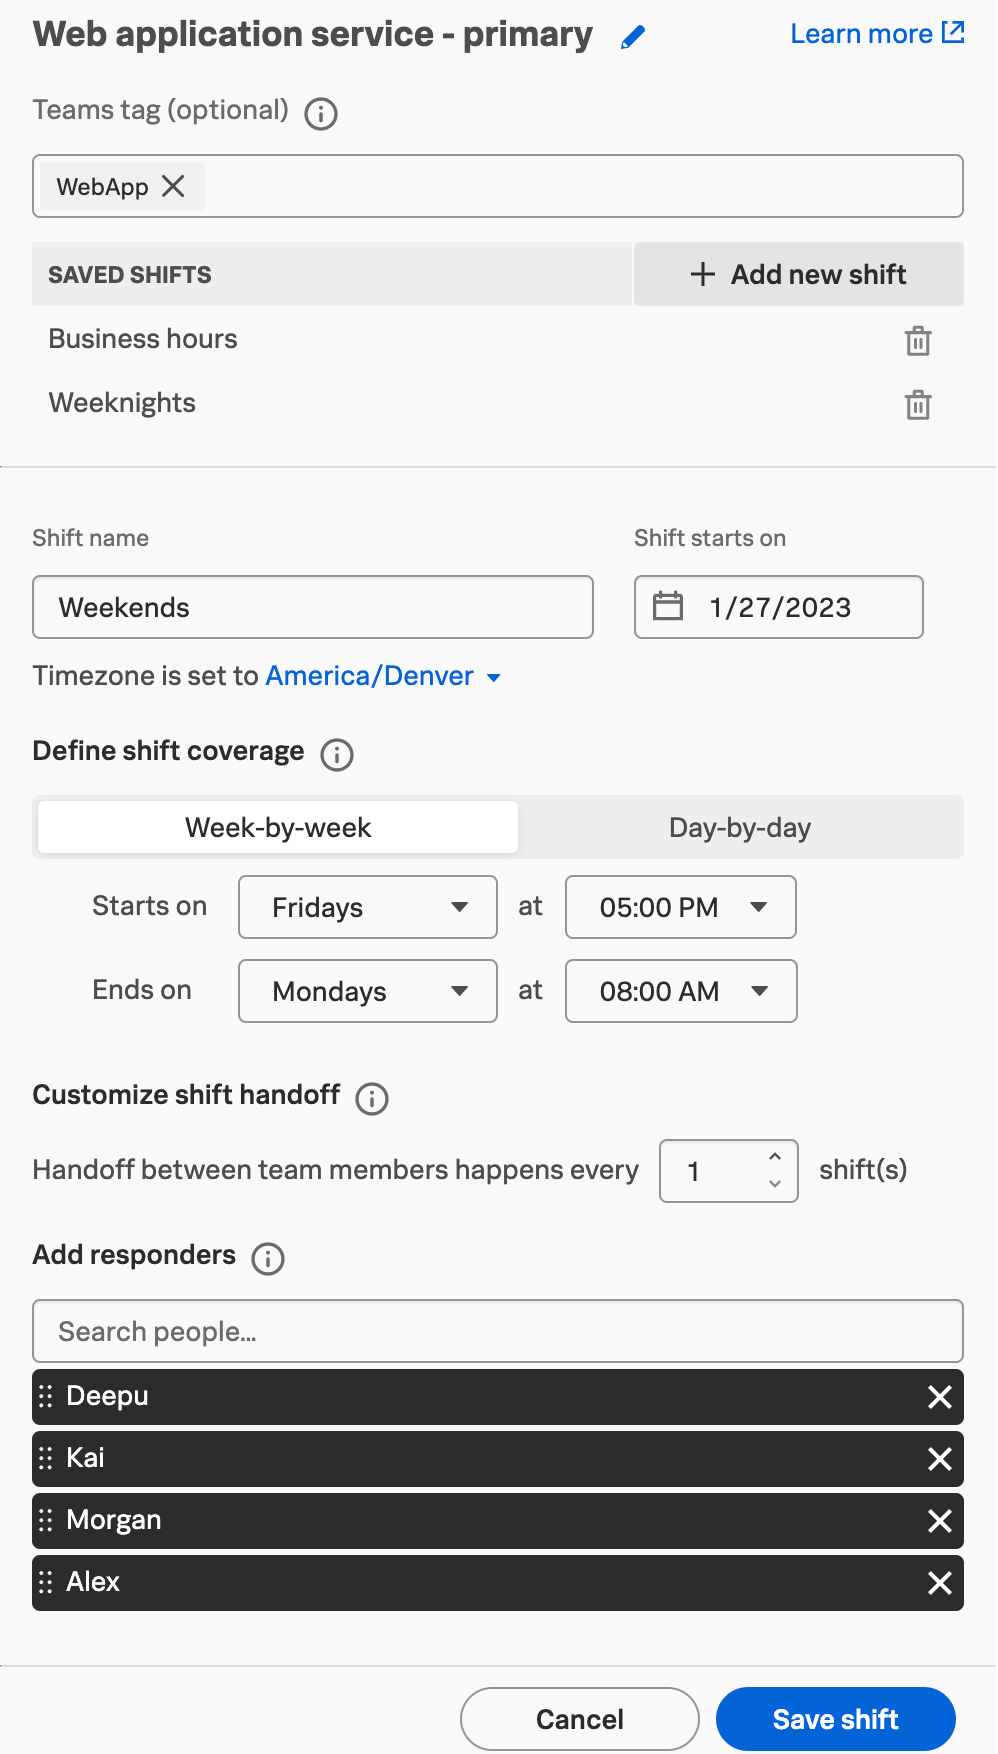 Web application service - primary
Learn more
Teams tag (optional)
WebApp
SAVED SHIFTS
Add new shift
Business hours
Weeknights
Shift name
Shift starts on
Weekends
1/27/2023
Timezone is set to America/Denver
Define shift coverage
Week-by-week
Day-by-day
Starts on Fridays at 05:00 PM
Ends on Mondays at 08:00 AM
Customize shift handoff
Handoff between team members happens every 1 shift(s)
Add responders
Search people...
Deepu
Kai
Morgan
Alex
Cancel
Save shift